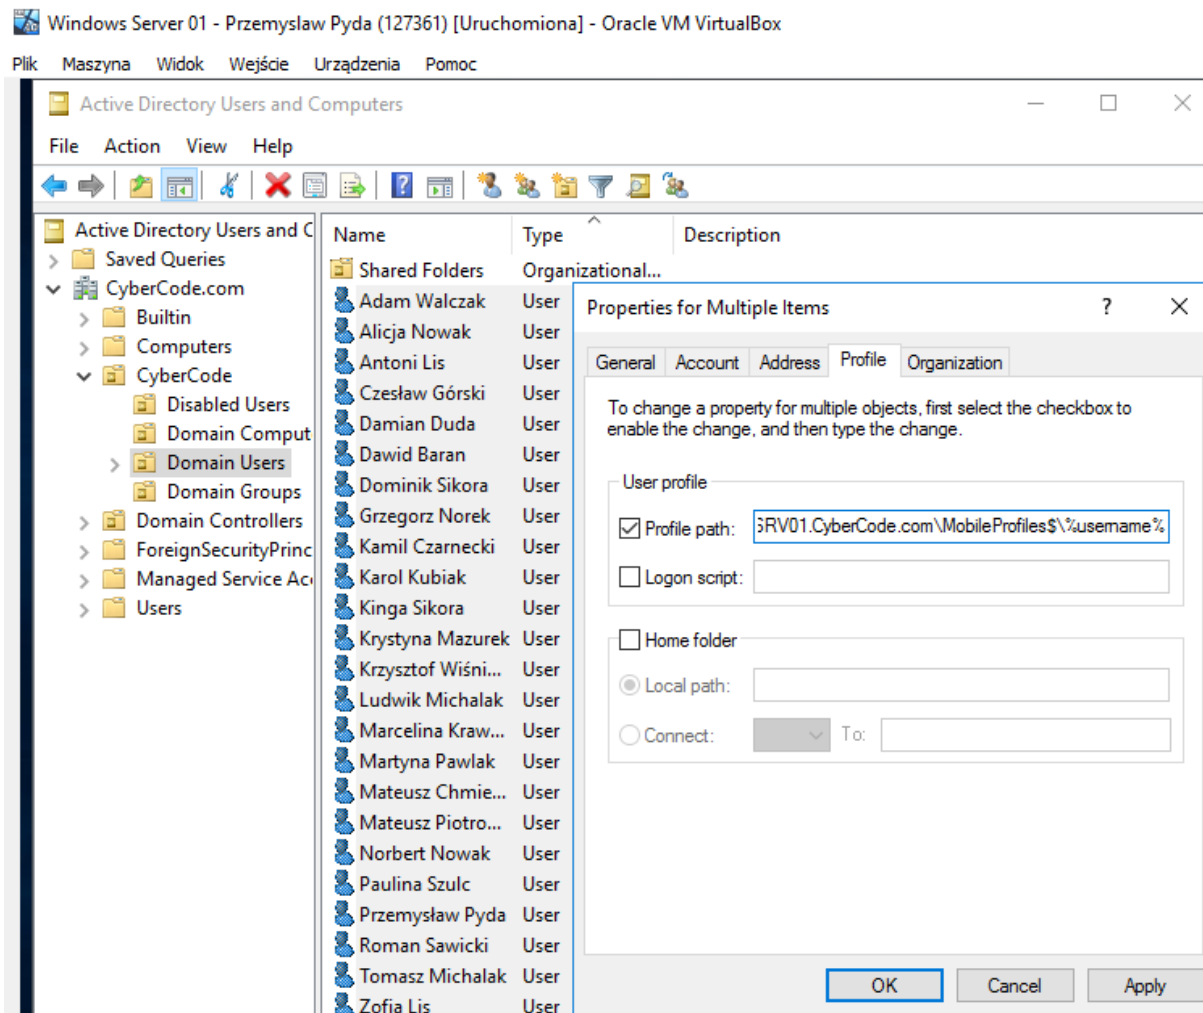 Windows Server 01 - Przemyslaw Pyda (127361) [Uruchomiona] - Oracle VM VirtualBox
Plik Maszyna Widok Wejście Urządzenia Pomoc
Active Directory Users and Computers
File Action View Help
Active Directory Users and C
Saved Queries
CyberCode.com
Builtin
Computers
CyberCode
Disabled Users
Domain Comput
Domain Users
Domain Groups
Domain Controllers
ForeignSecurityPrinc
Managed Service Acc
Users
Name Type Description
Shared Folders Organizational...
Adam Walczak User
Alicja Nowak User
Antoni Lis User
Czesław Górski User
Damian Duda User
Dawid Baran User
Dominik Sikora User
Grzegorz Norek User
Kamil Czarnecki User
Karol Kubiak User
Kinga Sikora User
Krystyna Mazurek User
Krzysztof Wiśni... User
Ludwik Michalak User
Marcelina Kraw... User
Martyna Pawlak User
Mateusz Chmie... User
Mateusz Piotro... User
Norbert Nowak User
Paulina Szulc User
Przemysław Pyda User
Roman Sawicki User
Tomasz Michalak User
Zofia Lis User
Properties for Multiple Items ?
General Account Address Profile Organization
To change a property for multiple objects, first select the checkbox to
enable the change, and then type the change.
User profile
Profile path: SRV01.CyberCode.com\MobileProfiles$\%username%
Logon script:
Home folder
Local path:
Connect: To:
OK Cancel Apply